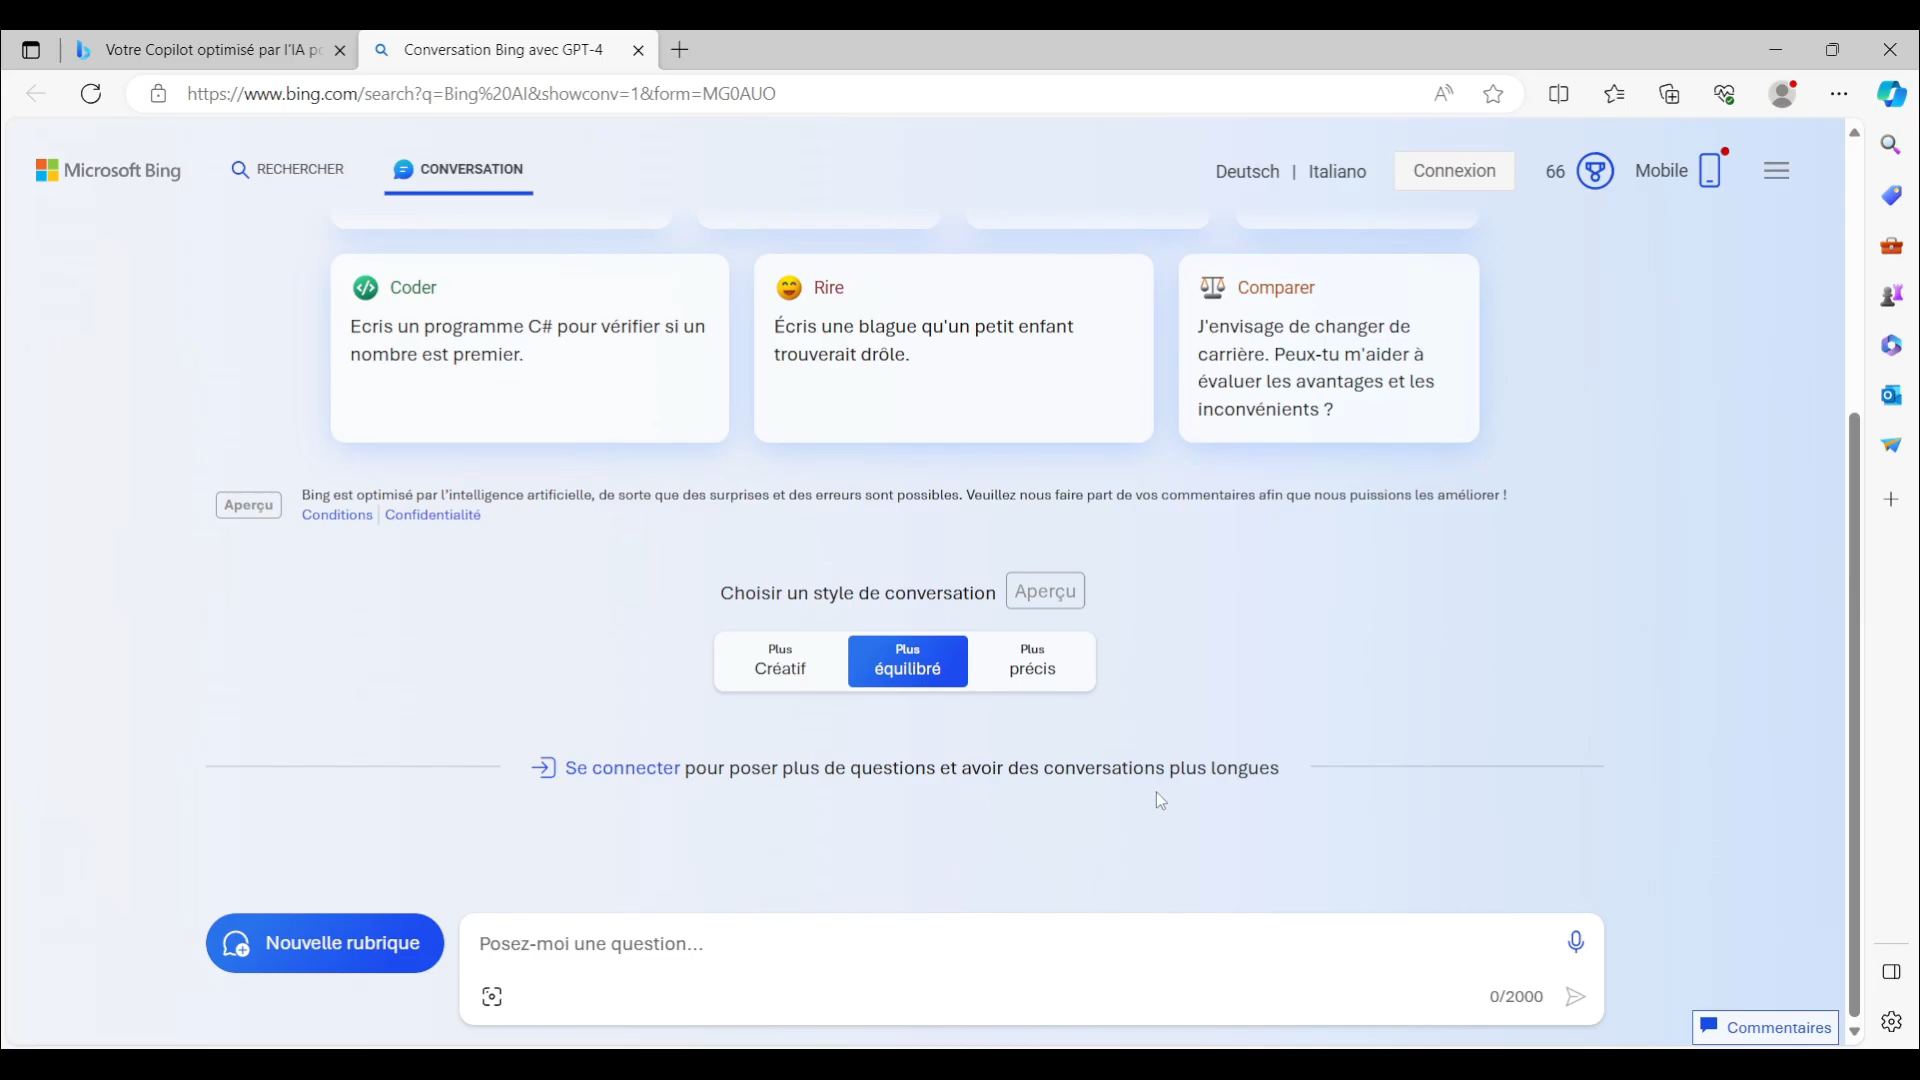 Votre Copilot optimisé par l'IA po
Conversation Bing avec GPT-4
https://www.bing.com/search?q=Bing%20AI&showconv=1&form=MG0AUO
Microsoft Bing
RECHERCHER
CONVERSATION
Deutsch | Italiano
Connexion
66
Mobile
Coder
Ecris un programme C# pour vérifier si un
nombre est premier.
Rire
Écris une blague qu'un petit enfant
trouverait drôle.
Comparer
J'envisage de changer de
carrière. Peux-tu m'aider à
évaluer les avantages et les
inconvénients ?
Aperçu
Bing est optimisé par l'intelligence artificielle, de sorte que des surprises et des erreurs sont possibles. Veuillez nous faire part de vos commentaires afin que nous puissions les améliorer !
Conditions | Confidentialité
Choisir un style de conversation Aperçu
Plus
Créatif
Plus
équilibré
Plus
précis
Se connecter pour poser plus de questions et avoir des conversations plus longues
Nouvelle rubrique
Posez-moi une question...
0/2000
Commentaires